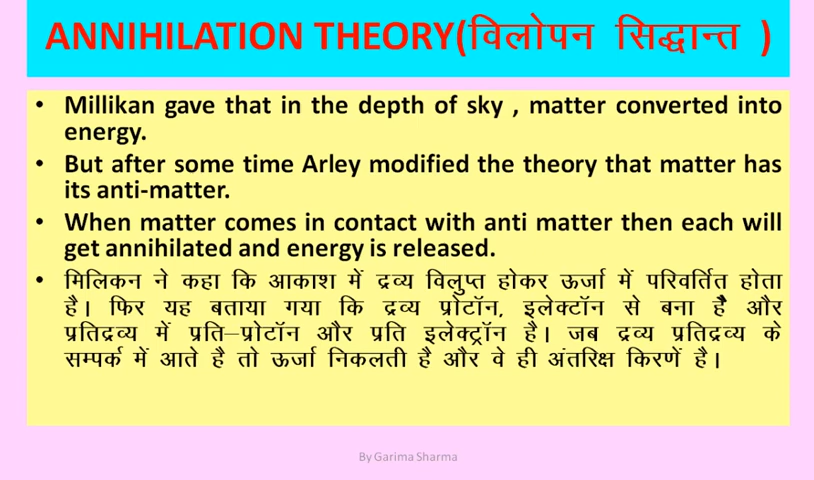 ANNIHILATION THEORY(विलोपन सिद्धान्त )
• Millikan gave that in the depth of sky , matter converted into
energy.
• But after some time Arley modified the theory that matter has
its anti-matter.
• When matter comes in contact with anti matter then each will
get annihilated and energy is released.
• मिलिकन ने कहा कि आकाश में द्रव्य विलुप्त होकर ऊर्जा में परिवर्तित होता
है। फिर यह बताया गया कि द्रव्य प्रोटॉन, इलेक्टॉन से बना है और
प्रतिद्रव्य में प्रति–प्रोटॉन और प्रति इलेक्ट्रॉन है। जब द्रव्य प्रतिद्रव्य के
सम्पर्क में आते है तो ऊर्जा निकलती है और वे ही अंतरिक्ष किरणें है।
By Garima Sharma